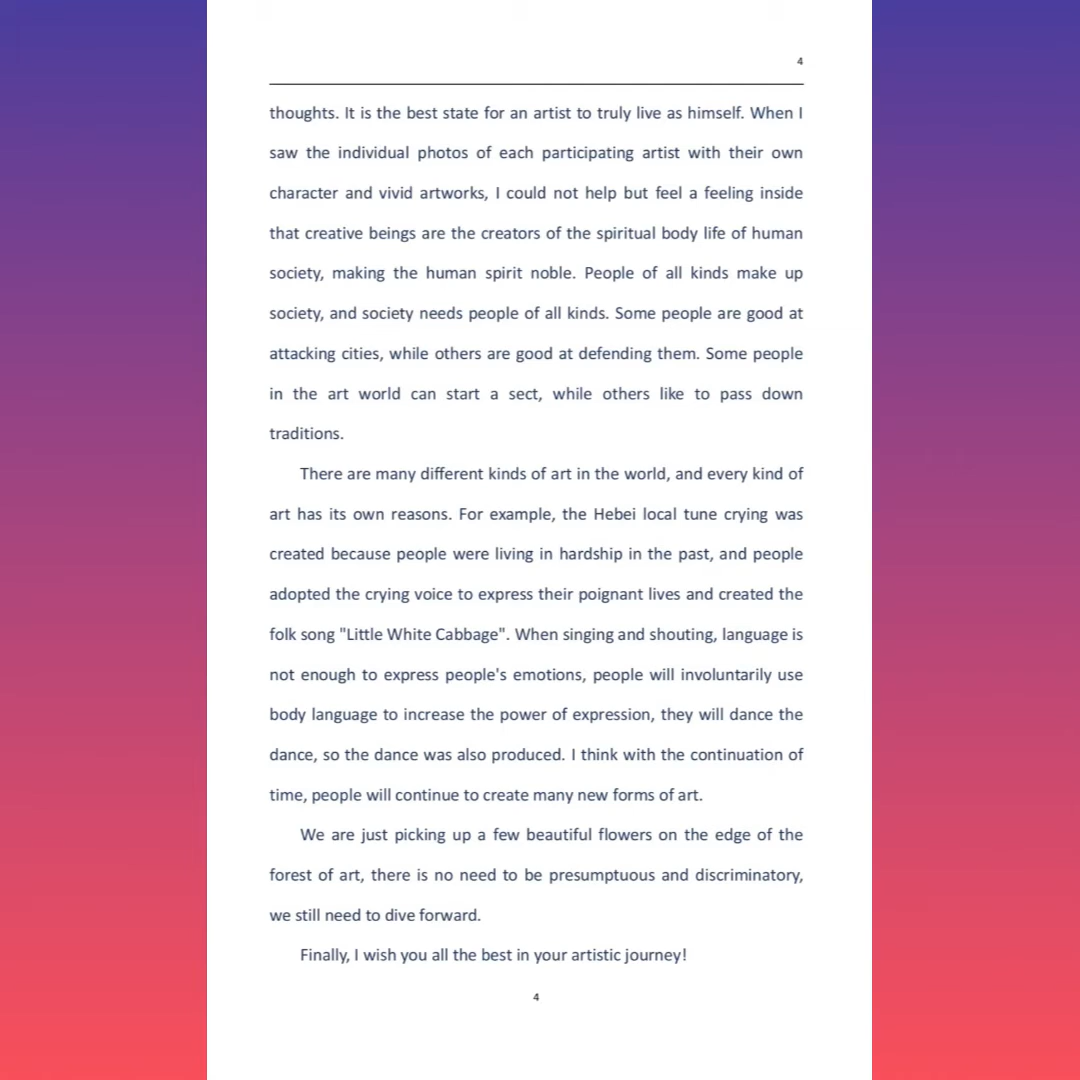 4
thoughts. It is the best state for an artist to truly live as himself. When I
saw the individual photos of each participating artist with their own
character and vivid artworks, I could not help but feel a feeling inside
that creative beings are the creators of the spiritual body life of human
society, making the human spirit noble. People of all kinds make up
society, and society needs people of all kinds. Some people are good at
attacking cities, while others are good at defending them. Some people
in the art world can start a sect, while others like to pass down
traditions.
There are many different kinds of art in the world, and every kind of
art has its own reasons. For example, the Hebei local tune crying was
created because people were living in hardship in the past, and people
adopted the crying voice to express their poignant lives and created the
folk song "Little White Cabbage". When singing and shouting, language is
not enough to express people's emotions, people will involuntarily use
body language to increase the power of expression, they will dance the
dance, so the dance was also produced. I think with the continuation of
time, people will continue to create many new forms of art.
We are just picking up a few beautiful flowers on the edge of the
forest of art, there is no need to be presumptuous and discriminatory,
we still need to dive forward.
Finally, I wish you all the best in your artistic journey!
4